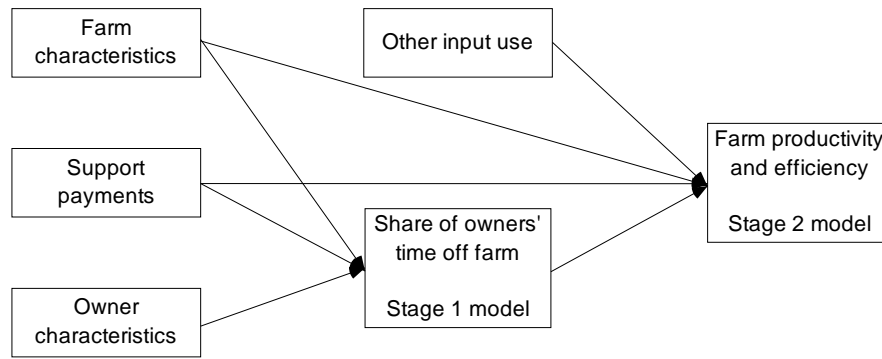 Farm
characteristics
Other input use
Support
payments
Farm productivity
and efficiency
Stage 2 model
Share of owners'
time off farm
Stage 1 model
Owner
characteristics